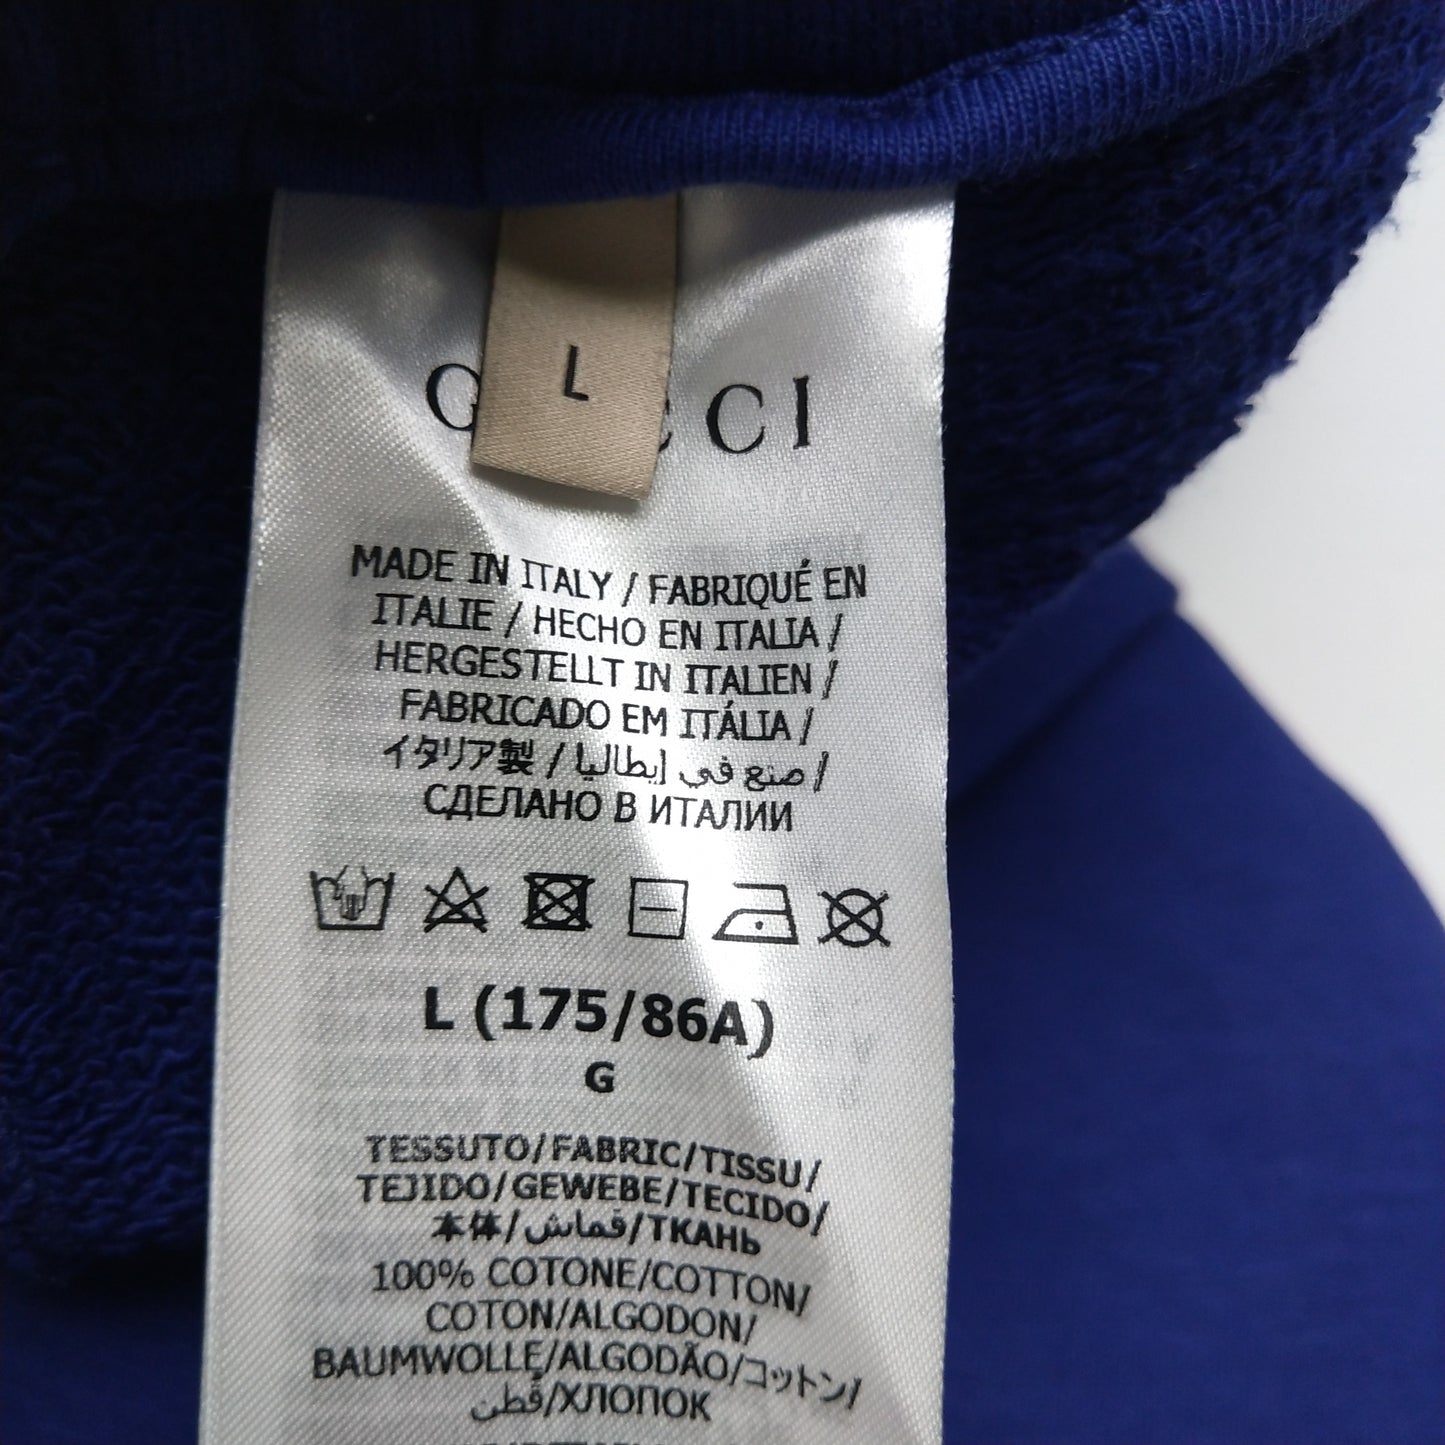 L
CCI
MADE IN ITALY / FABRIQUÉ EN
ITALIE / HECHO EN ITALIA /
HERGESTELLT IN ITALIEN /
FABRICADO EM ITÁLIA /
イタリア製 / صنع في إيطاليا /
СДЕЛАНО В ИТАЛИИ
L (175/86A)
G
TESSUTO/FABRIC/TISSU/
TEJIDO/GEWEBE/TECIDO/
本体/قماش/ТКАНЬ
100% COTONE/COTTON/
COTON/ALGODON/
BAUMWOLLE/ALGODÃO/コットン/
قطن/ХЛОПОК